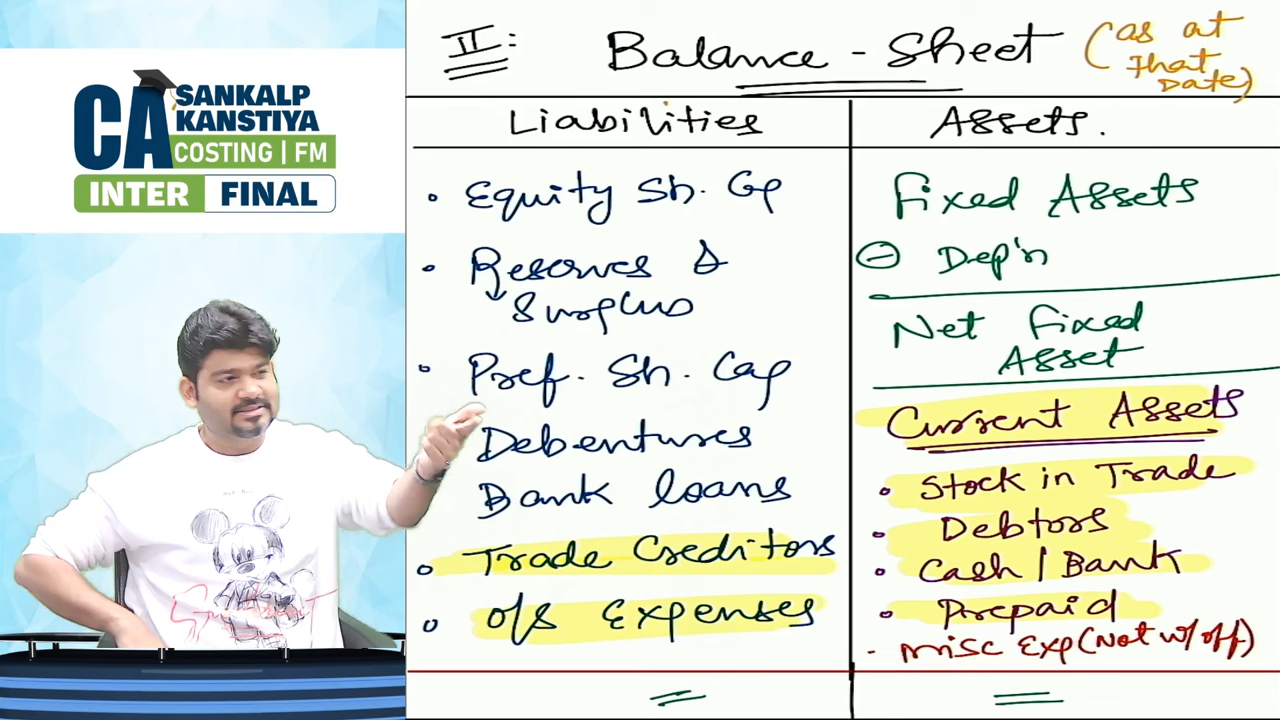 CA
SANKALP
KANSTIYA
COSTING | FM
INTER FINAL
II:
Balance - Sheet
(as at
that
Date)
Liabilities
• Equity Sh. Cap
• Reserves &
Surplus
• Pref. Sh. Cap
Debentures
Bank loans
• Trade Creditors
• O/S Expenses
Assets.
Fixed Assets
⊖ Dep'n
Net Fixed
Asset
Current Assets
• Stock in Trade
• Debtors
• Cash / Bank
• Prepaid
- Misc Exp (Not w/off)